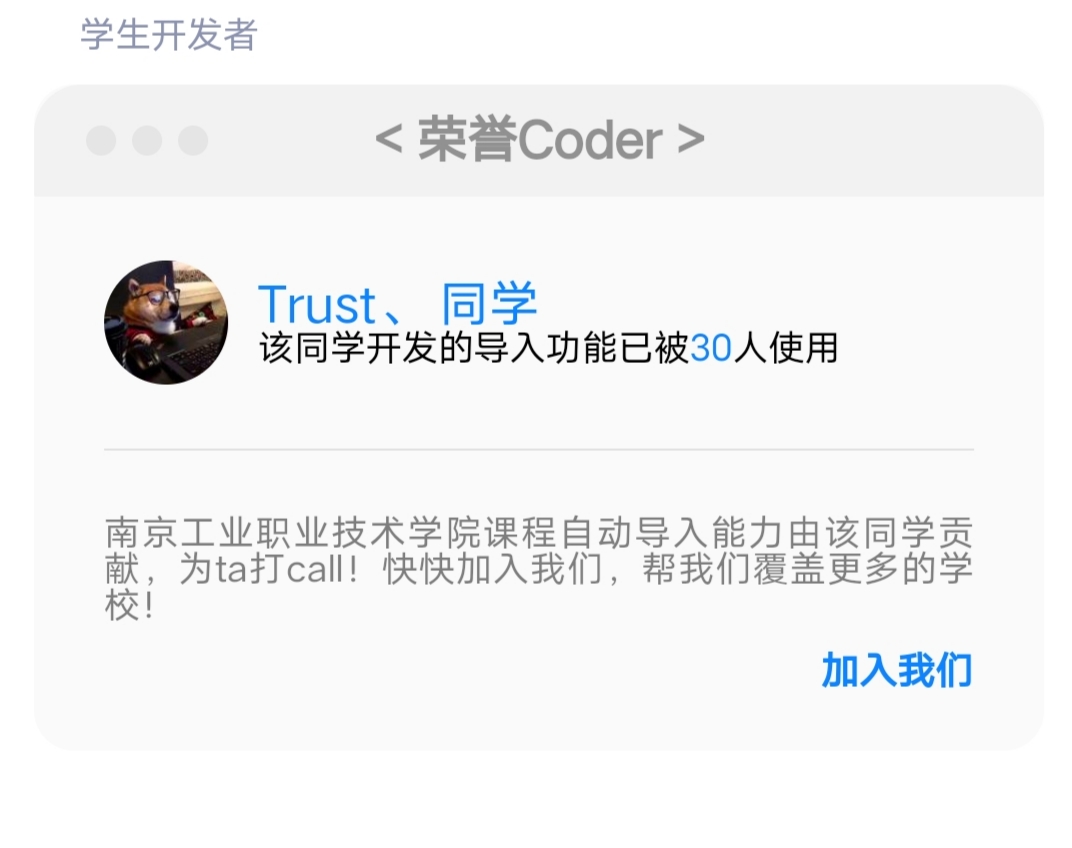 学生开发者
< 荣誉Coder >
Trust、 同学
该同学开发的导入功能已被30人使用
南京工业职业技术学院课程自动导入能力由该同学贡
献，为ta打call！快快加入我们，帮我们覆盖更多的学
校！
加入我们